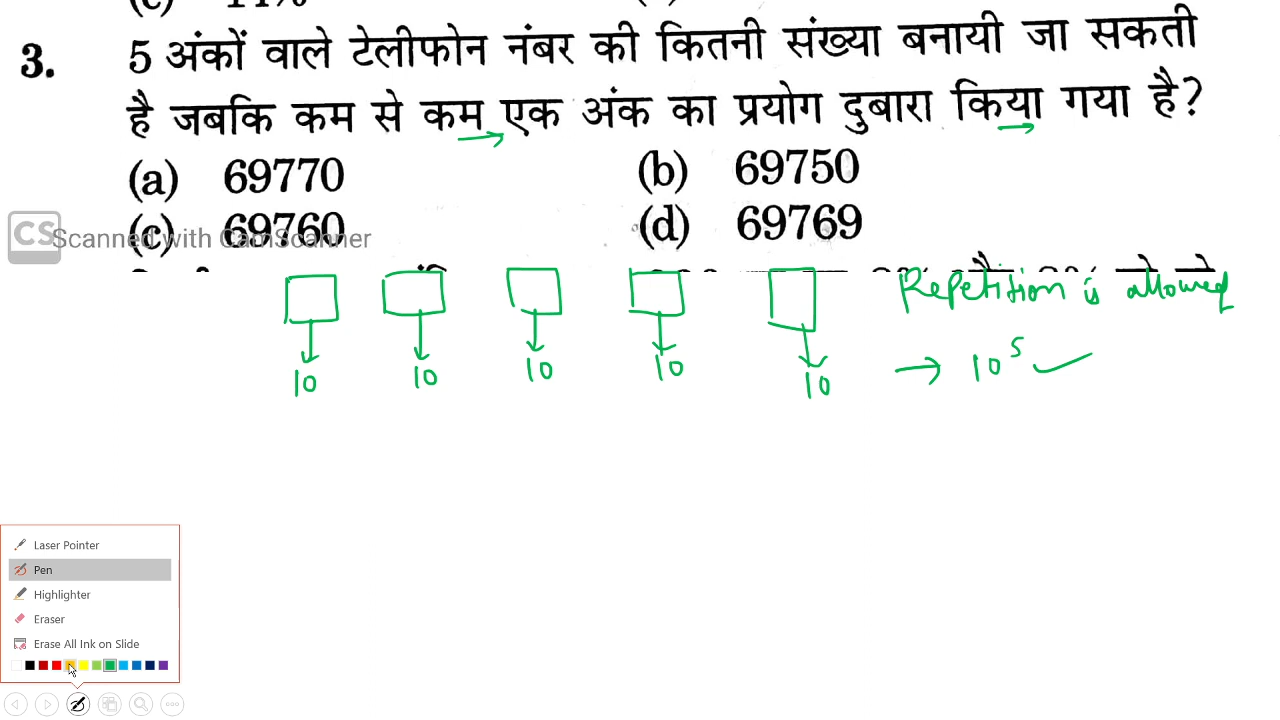 3. 5 अंकों वाले टेलीफोन नंबर की कितनी संख्या बनायी जा सकती
है जबकि कम से कम एक अंक का प्रयोग दुबारा किया गया है?
(a) 69770 (b) 69750
(c) 69760 (d) 69769
CS Scanned with CamScanner
Repetition is allowed
10 10 10 10 10 → 10⁵ ✓
Laser Pointer
Pen
Highlighter
Eraser
Erase All Ink on Slide